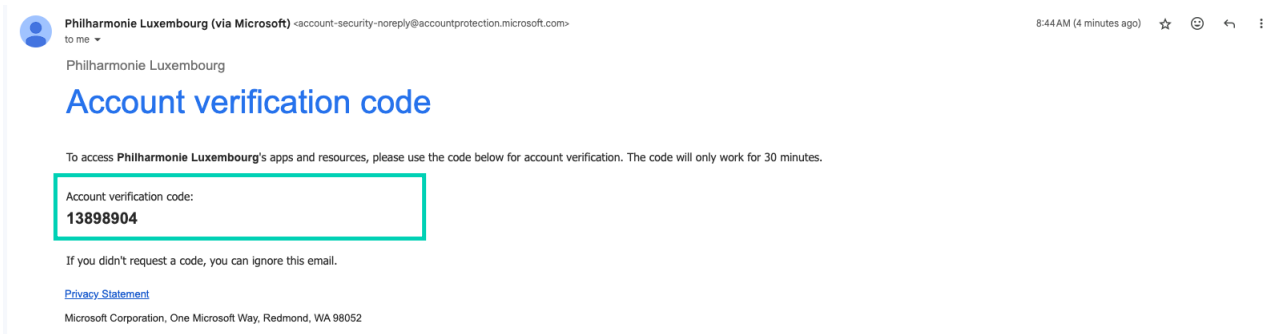 Philharmonie Luxembourg (via Microsoft) <account-security-noreply@accountprotection.microsoft.com>
8:44 AM (4 minutes ago)
to me
Philharmonie Luxembourg
Account verification code
To access Philharmonie Luxembourg's apps and resources, please use the code below for account verification. The code will only work for 30 minutes.
Account verification code:
13898904
If you didn't request a code, you can ignore this email.
Privacy Statement
Microsoft Corporation, One Microsoft Way, Redmond, WA 98052